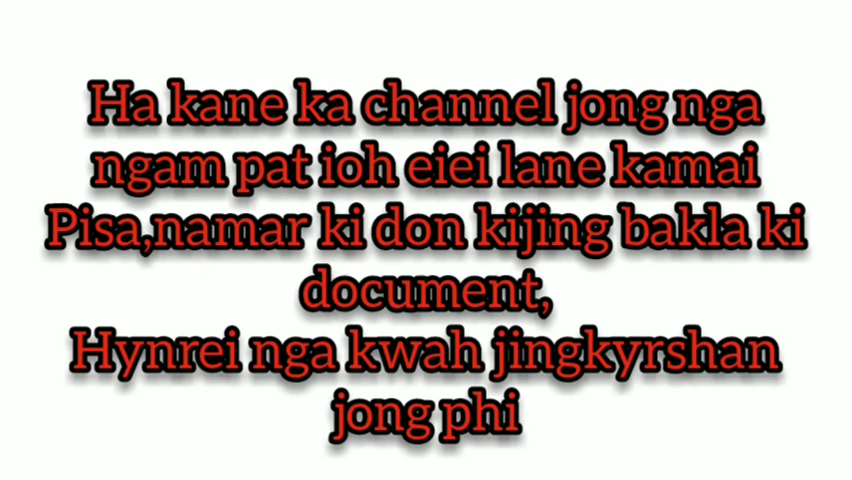 Ha kane ka channel jong nga
ngam pat ioh eiei lane kamai
Pisa,namar ki don kijing bakla ki
document,
Hynrei nga kwah jingkyrshan
jong phi